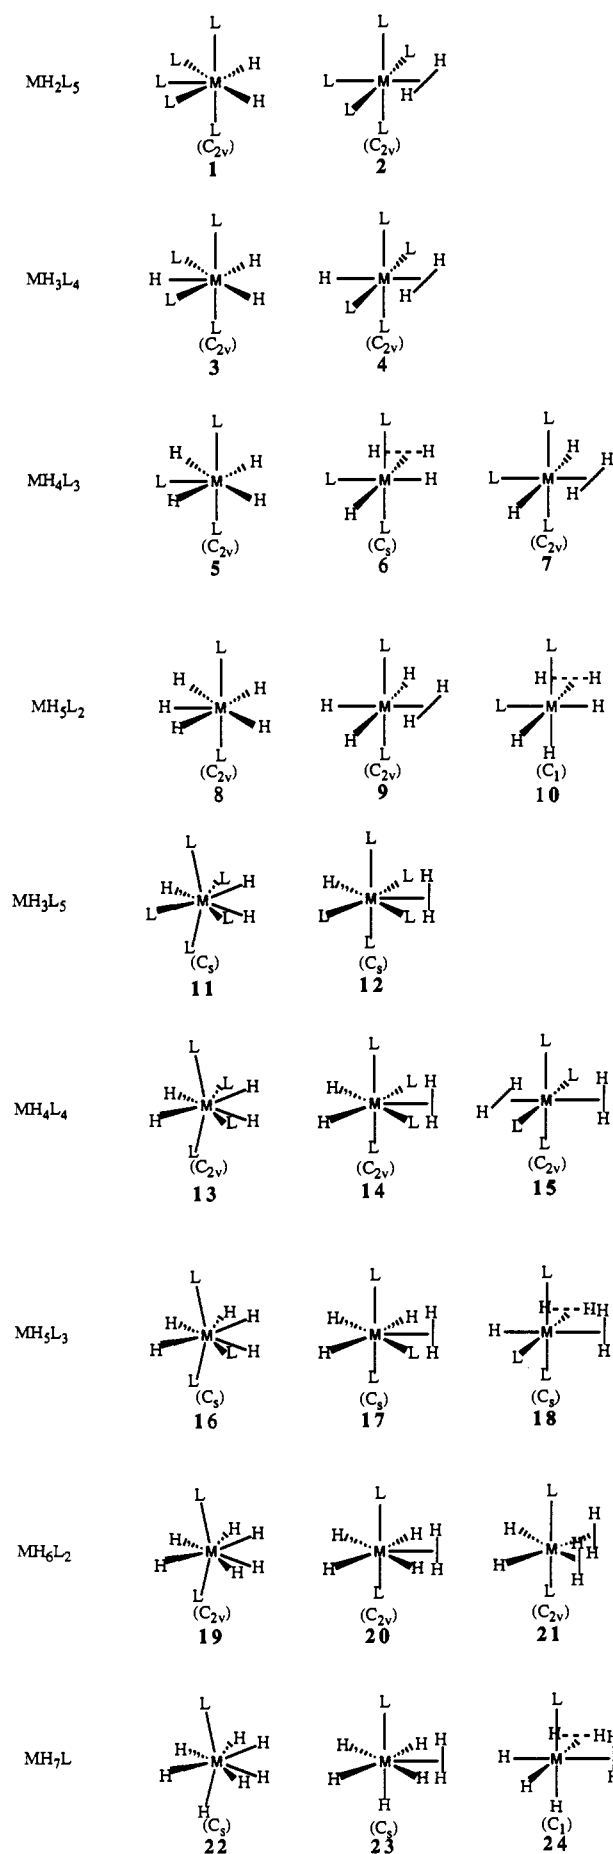 L L
L H L H
MH₂L₅ L M L M
L H L H
L L
(C₂ᵥ) (C₂ᵥ)
1 2
L L
L H L H
MH₃L₄ H M H M
L H L H
L L
(C₂ᵥ) (C₂ᵥ)
3 4
L L L
H H H H H H
MH₄L₃ L M L M H L M
H H H H H
L L L
(C₂ᵥ) (Cₛ) (C₂ᵥ)
5 6 7
L L L
H H H H H H
MH₅L₂ H M H M L M H
H H H H H
L L H
(C₂ᵥ) (C₂ᵥ) (C₁)
8 9 10
L L
H L H H L H
MH₃L₅ M M
L L H L L H
L L
(Cₛ) (Cₛ)
11 12
L L L
H L H H L H H L H
MH₄L₄ M M M
H L H H L H H L H
L L L
(C₂ᵥ) (C₂ᵥ) (C₂ᵥ)
13 14 15
L L L
H H H H H H H H H
MH₅L₃ M M H M
H L H H L H L H
L L L
(Cₛ) (Cₛ) (Cₛ)
16 17 18
L L L
H H H H H H H H H
MH₆L₂ M M M
H H H H H H H H H
L L L
(C₂ᵥ) (C₂ᵥ) (C₂ᵥ)
19 20 21
L L L
H H H H H H H H H
MH₇L M M H M
H H H H H H H H
H H H
(Cₛ) (Cₛ) (C₁)
22 23 24